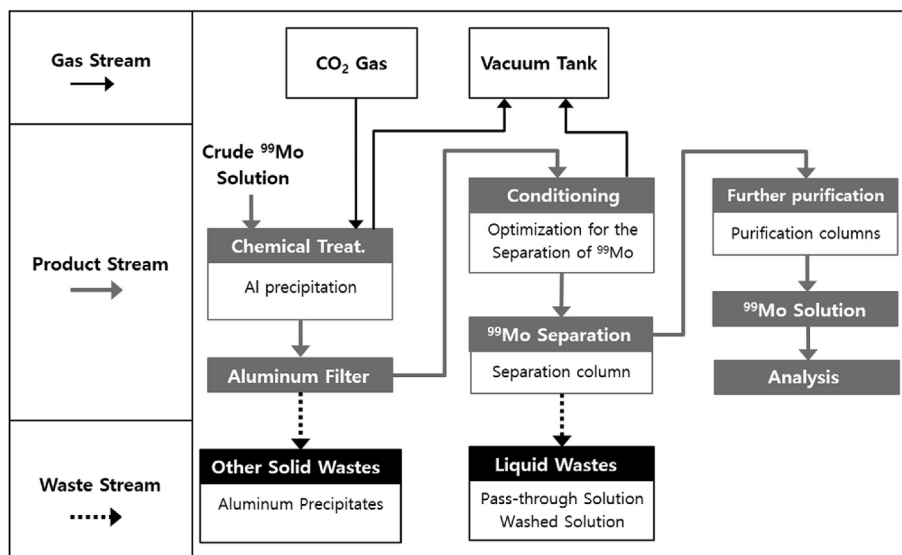 Gas Stream
Product Stream
Waste Stream
CO₂ Gas
Vacuum Tank
Crude ⁹⁹Mo
Solution
Chemical Treat.
Al precipitation
Aluminum Filter
Other Solid Wastes
Aluminum Precipitates
Conditioning
Optimization for the
Separation of ⁹⁹Mo
⁹⁹Mo Separation
Separation column
Liquid Wastes
Pass-through Solution
Washed Solution
Further purification
Purification columns
⁹⁹Mo Solution
Analysis